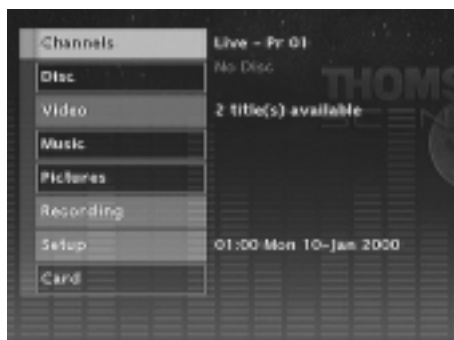 Channels Live - Pr 01
Disc No Disc
Video 2 title(s) available
Music
Pictures
Recording
Setup 01:00 Mon 10-Jan 2000
Card